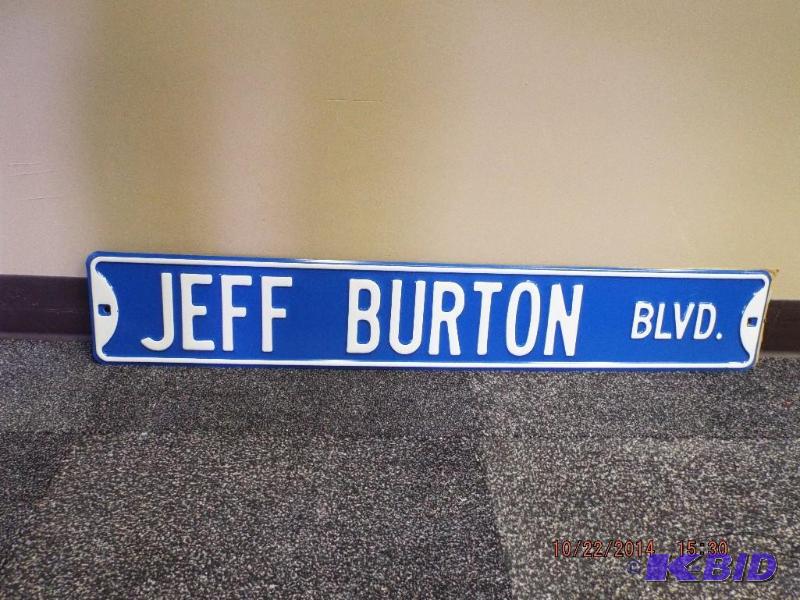 JEFF BURTON BLVD.
10/22/2014 15:30
K-BID